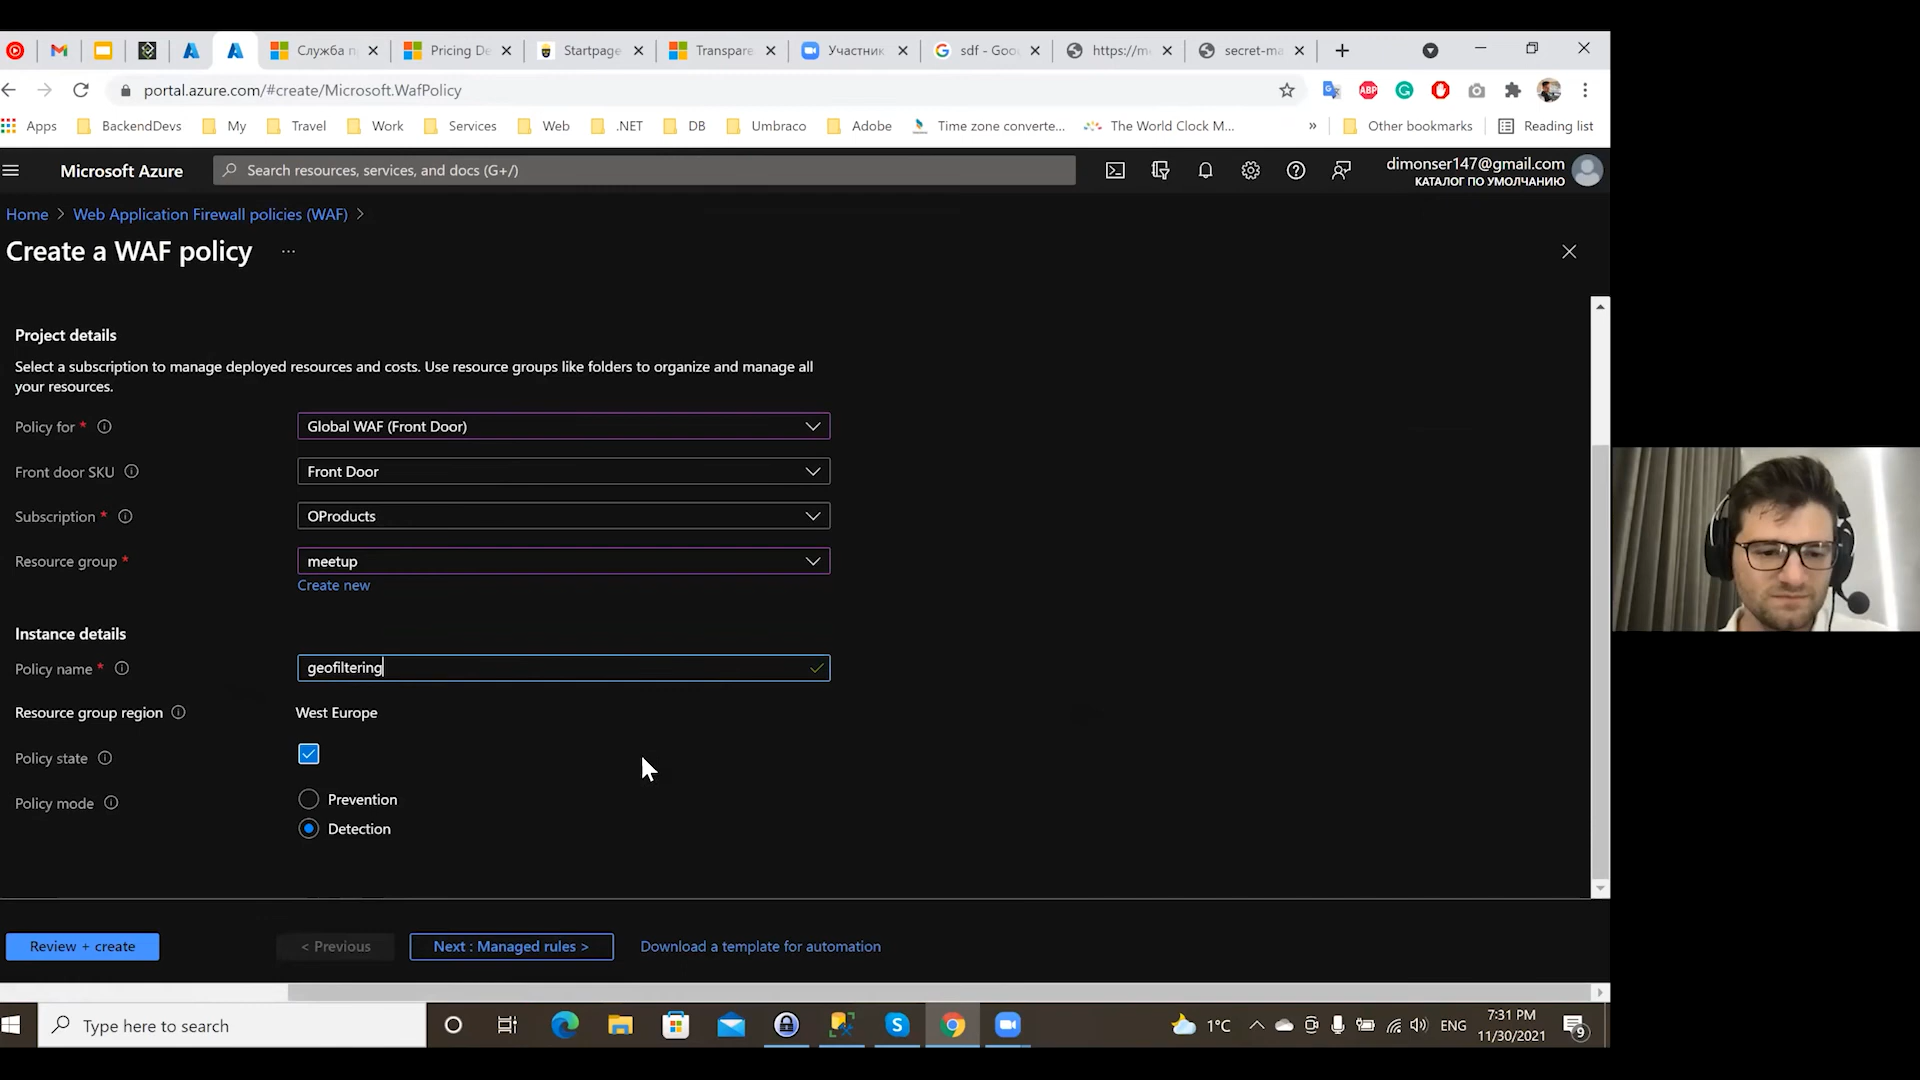 Служба п
Pricing De
Startpage
Transpare
Участник
sdf - Goo
https://m
secret-ma
portal.azure.com/#create/Microsoft.WafPolicy
ABP
Apps
BackendDevs
My
Travel
Work
Services
Web
.NET
DB
Umbraco
Adobe
Time zone converte...
The World Clock M...
»
Other bookmarks
Reading list
Microsoft Azure
Search resources, services, and docs (G+/)
dimonser147@gmail.com
КАТАЛОГ ПО УМОЛЧАНИЮ
Home > Web Application Firewall policies (WAF) >
Create a WAF policy ...
Project details
Select a subscription to manage deployed resources and costs. Use resource groups like folders to organize and manage all
your resources.
Policy for *
Global WAF (Front Door)
Front door SKU
Front Door
Subscription *
OProducts
Resource group *
meetup
Create new
Instance details
Policy name *
geofiltering
Resource group region
West Europe
Policy state
Policy mode
Prevention
Detection
Review + create
< Previous
Next : Managed rules >
Download a template for automation
Type here to search
1°C
ENG
7:31 PM
11/30/2021
9